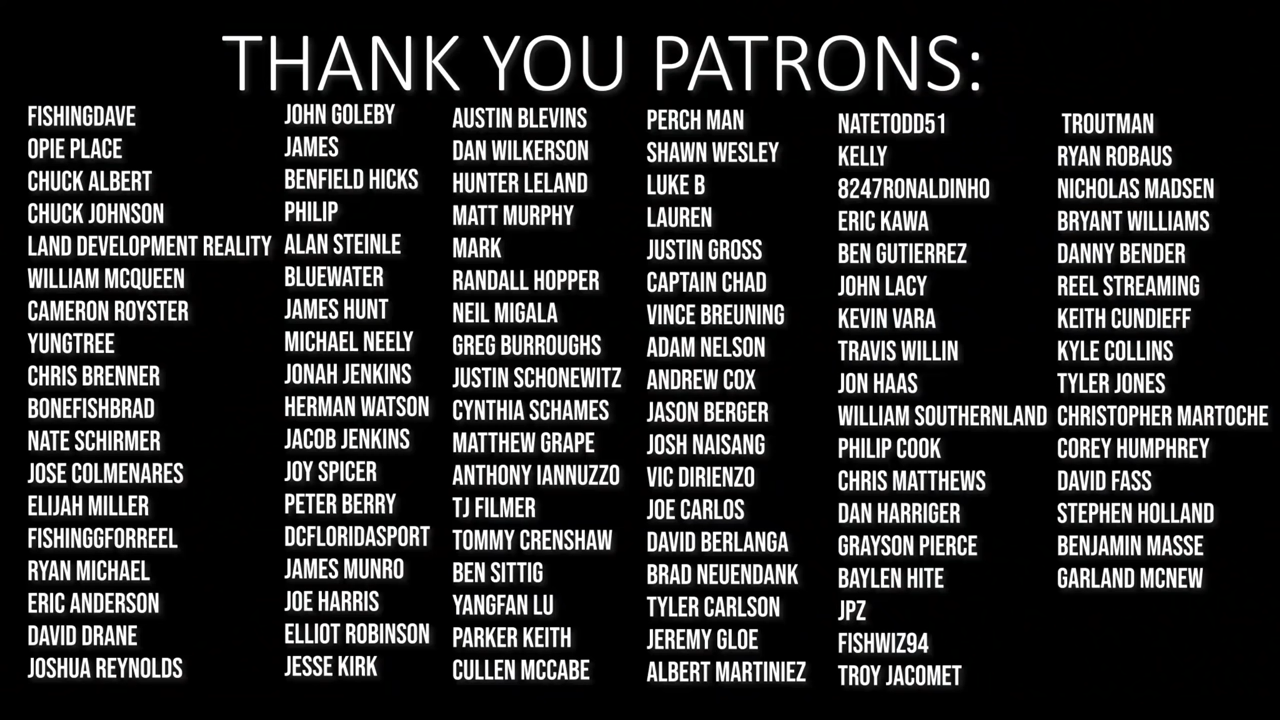 THANK YOU PATRONS:
FISHINGDAVE
OPIE PLACE
CHUCK ALBERT
CHUCK JOHNSON
LAND DEVELOPMENT REALITY
WILLIAM MCQUEEN
CAMERON ROYSTER
YUNGTREE
CHRIS BRENNER
BONEFISHBRAD
NATE SCHIRMER
JOSE COLMENARES
ELIJAH MILLER
FISHINGGFORREEL
RYAN MICHAEL
ERIC ANDERSON
DAVID DRANE
JOSHUA REYNOLDS
JOHN GOLEBY
JAMES
BENFIELD HICKS
PHILIP
ALAN STEINLE
BLUEWATER
JAMES HUNT
MICHAEL NEELY
JONAH JENKINS
HERMAN WATSON
JACOB JENKINS
JOY SPICER
PETER BERRY
DCFLORIDASPORT
JAMES MUNRO
JOE HARRIS
ELLIOT ROBINSON
JESSE KIRK
AUSTIN BLEVINS
DAN WILKERSON
HUNTER LELAND
MATT MURPHY
MARK
RANDALL HOPPER
NEIL MIGALA
GREG BURROUGHS
JUSTIN SCHONEWITZ
CYNTHIA SCHAMES
MATTHEW GRAPE
ANTHONY IANNUZZO
TJ FILMER
TOMMY CRENSHAW
BEN SITTIG
YANGFAN LU
PARKER KEITH
CULLEN MCCABE
PERCH MAN
SHAWN WESLEY
LUKE B
LAUREN
JUSTIN GROSS
CAPTAIN CHAD
VINCE BREUNING
ADAM NELSON
ANDREW COX
JASON BERGER
JOSH NAISANG
VIC DIRIENZO
JOE CARLOS
DAVID BERLANGA
BRAD NEUENDANK
TYLER CARLSON
JEREMY GLOE
ALBERT MARTINIEZ
NATETODD51
KELLY
8247RONALDINHO
ERIC KAWA
BEN GUTIERREZ
JOHN LACY
KEVIN VARA
TRAVIS WILLIN
JON HAAS
WILLIAM SOUTHERNLAND
PHILIP COOK
CHRIS MATTHEWS
DAN HARRIGER
GRAYSON PIERCE
BAYLEN HITE
JPZ
FISHWIZ94
TROY JACOMET
TROUTMAN
RYAN ROBAUS
NICHOLAS MADSEN
BRYANT WILLIAMS
DANNY BENDER
REEL STREAMING
KEITH CUNDIEFF
KYLE COLLINS
TYLER JONES
CHRISTOPHER MARTOCHE
COREY HUMPHREY
DAVID FASS
STEPHEN HOLLAND
BENJAMIN MASSE
GARLAND MCNEW